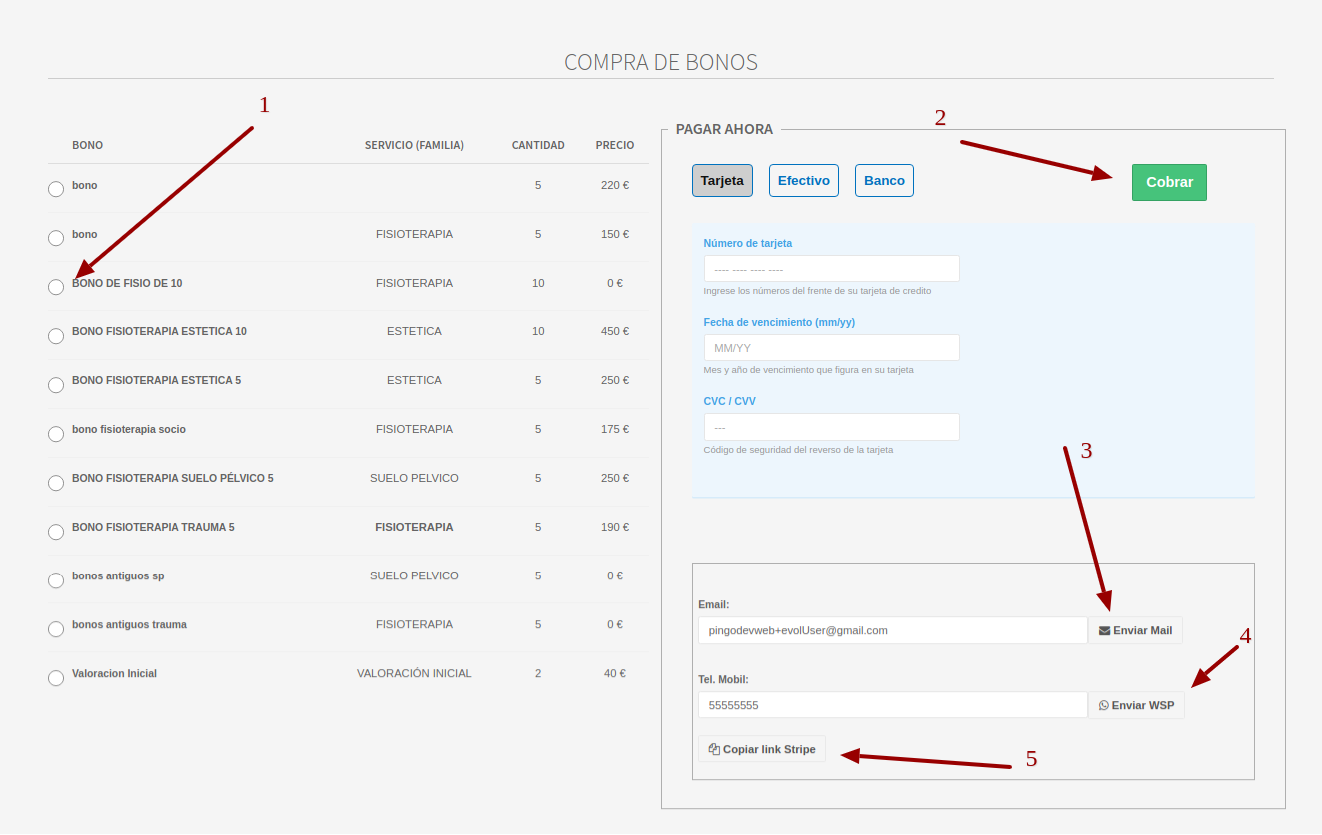 COMPRA DE BONOS
1
2
BONO SERVICIO (FAMILIA) CANTIDAD PRECIO
bono 5 220 €
bono FISIOTERAPIA 5 150 €
BONO DE FISIO DE 10 FISIOTERAPIA 10 0 €
BONO FISIOTERAPIA ESTETICA 10 ESTETICA 10 450 €
BONO FISIOTERAPIA ESTETICA 5 ESTETICA 5 250 €
bono fisioterapia socio FISIOTERAPIA 5 175 €
BONO FISIOTERAPIA SUELO PÉLVICO 5 SUELO PELVICO 5 250 €
BONO FISIOTERAPIA TRAUMA 5 FISIOTERAPIA 5 190 €
bonos antiguos sp SUELO PELVICO 5 0 €
bonos antiguos trauma FISIOTERAPIA 5 0 €
Valoracion Inicial VALORACIÓN INICIAL 2 40 €
PAGAR AHORA
Tarjeta Efectivo Banco Cobrar
Número de tarjeta
---- ---- ---- ----
Ingrese los números del frente de su tarjeta de credito
Fecha de vencimiento (mm/yy)
MM/YY
Mes y año de vencimiento que figura en su tarjeta
CVC / CVV
---
Código de seguridad del reverso de la tarjeta
3
Email:
pingodevweb+evolUser@gmail.com Enviar Mail
4
Tel. Mobil:
55555555 Enviar WSP
Copiar link Stripe
5